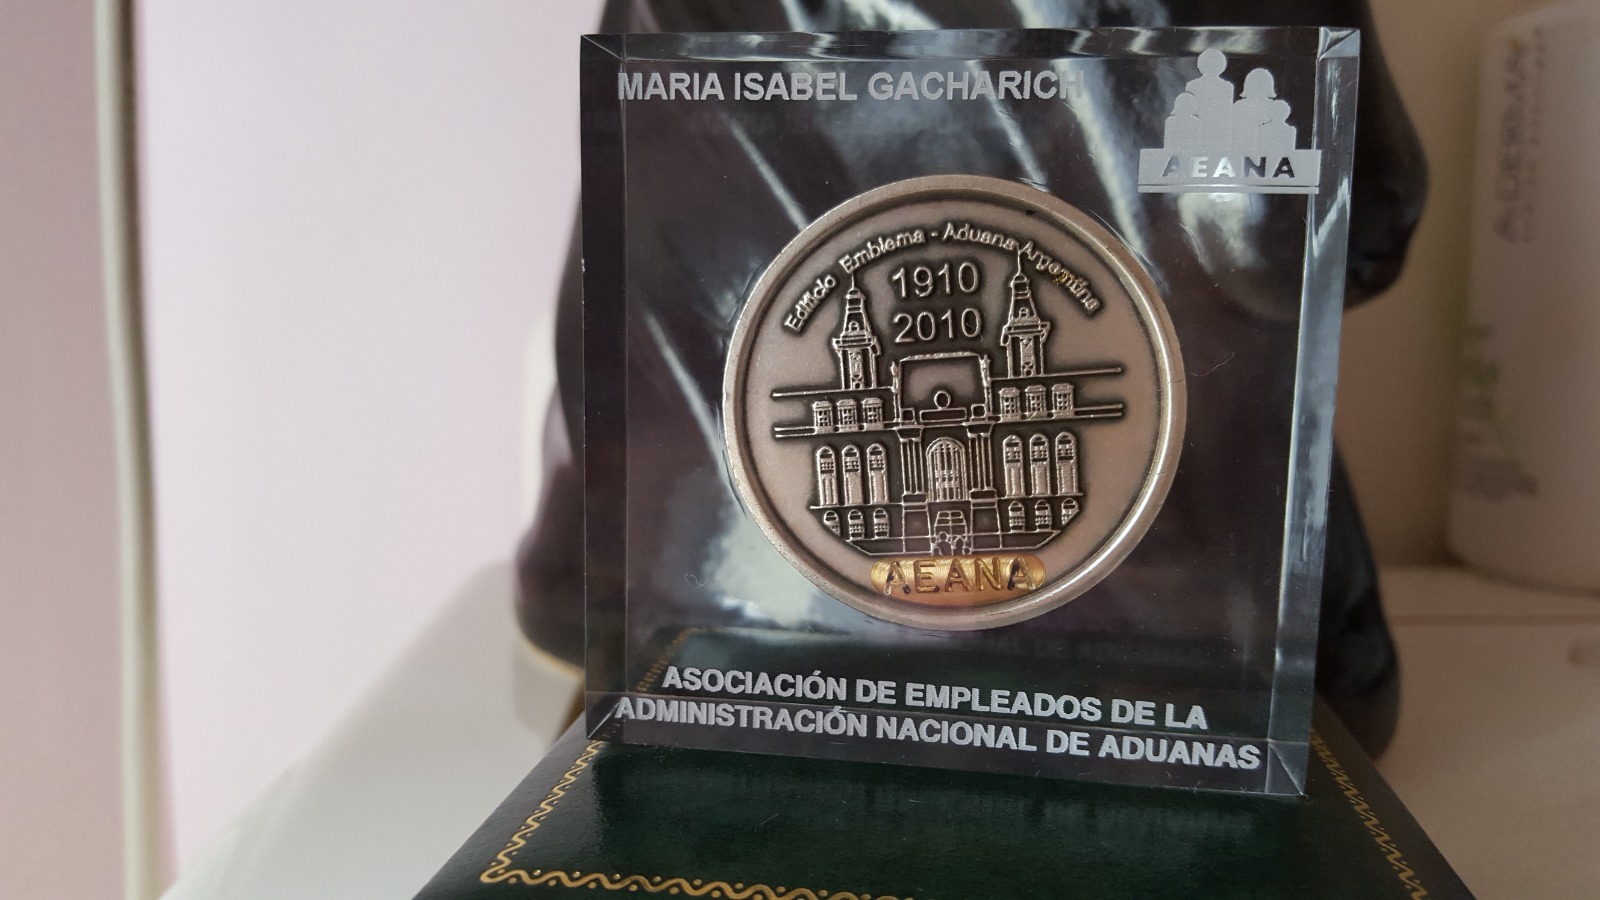 MARIA ISABEL GACHARICH
AEANA
Edificio Emblema - Aduana Argentina
1910
2010
AEANA
ASOCIACIÓN DE EMPLEADOS DE LA
ADMINISTRACIÓN NACIONAL DE ADUANAS